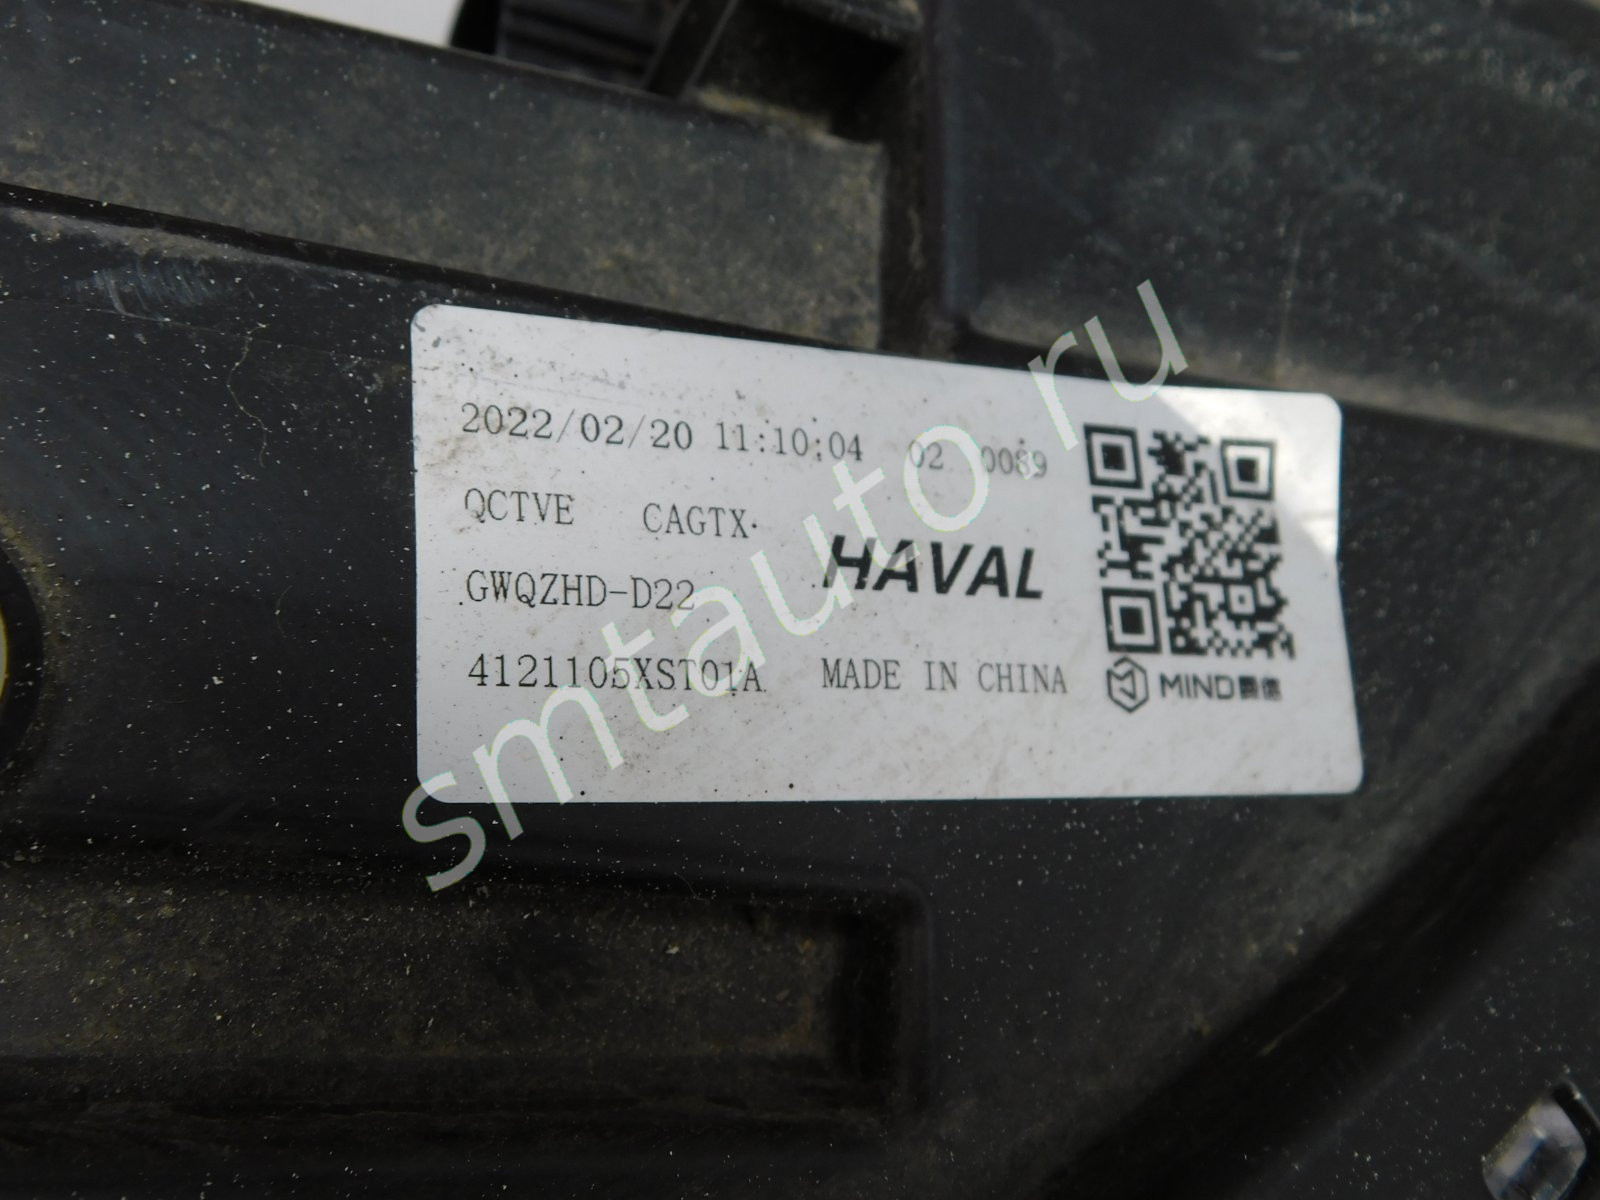 2022/02/20 11:10:04 02 0089
QCTVE CAGTX
HAVAL
GWQZHD-D22
4121105XST01A MADE IN CHINA
MIND
smtauto.ru